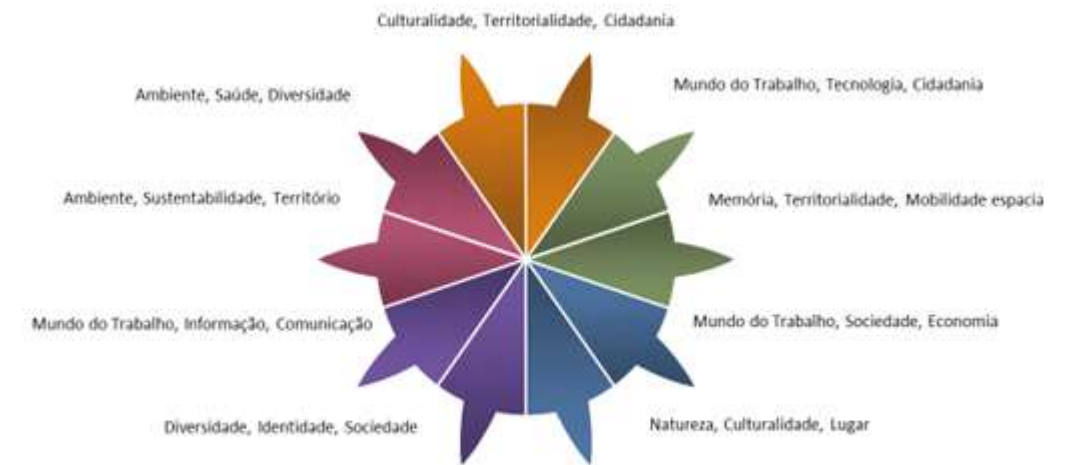 Culturalidade, Territorialidade, Cidadania
Ambiente, Saúde, Diversidade
Mundo do Trabalho, Tecnologia, Cidadania
Ambiente, Sustentabilidade, Território
Memória, Territorialidade, Mobilidade espacia
Mundo do Trabalho, Informação, Comunicação
Mundo do Trabalho, Sociedade, Economia
Diversidade, Identidade, Sociedade
Natureza, Culturalidade, Lugar